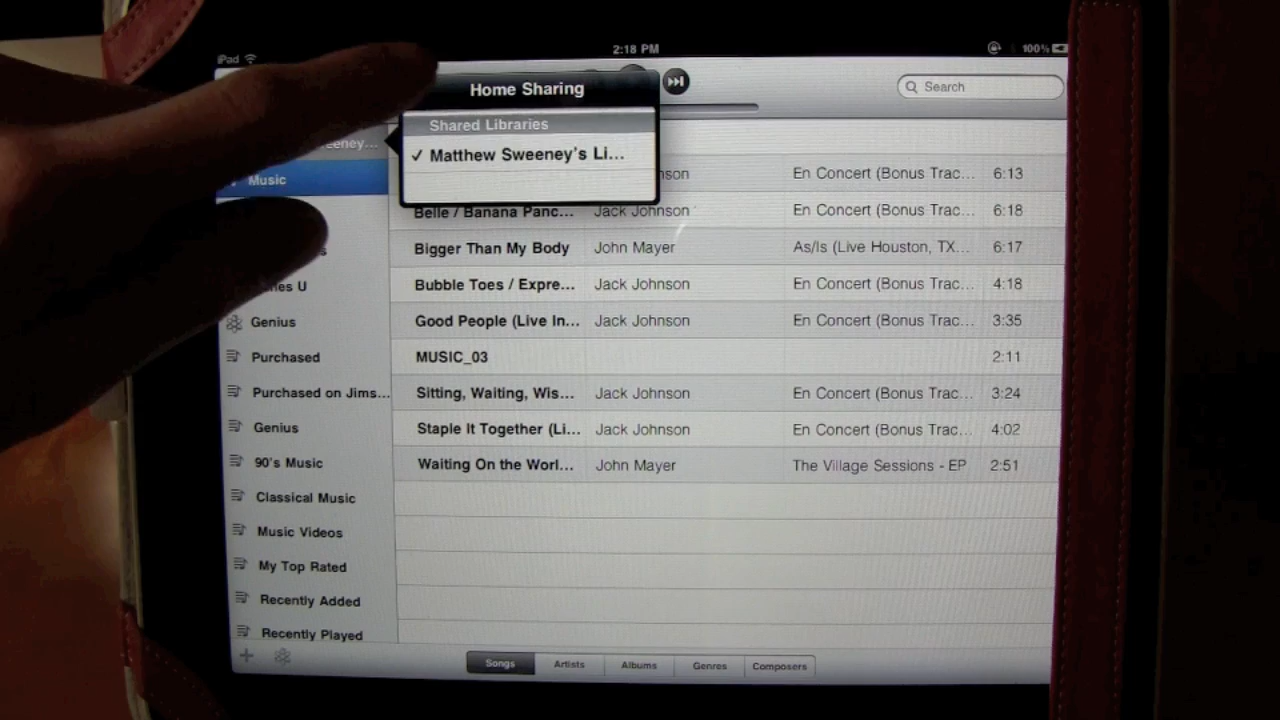 iPad 2:18 PM 100%
Home Sharing
Search
Shared Libraries
eeney...
✓ Matthew Sweeney's Li...
Music
son En Concert (Bonus Trac... 6:13
Belle / Banana Panc... Jack Johnson En Concert (Bonus Trac... 6:18
Bigger Than My Body John Mayer As/Is (Live Houston, TX... 6:17
s U Bubble Toes / Expre... Jack Johnson En Concert (Bonus Trac... 4:18
Genius Good People (Live In... Jack Johnson En Concert (Bonus Trac... 3:35
Purchased MUSIC_03 2:11
Purchased on Jims... Sitting, Waiting, Wis... Jack Johnson En Concert (Bonus Trac... 3:24
Genius Staple It Together (Li... Jack Johnson En Concert (Bonus Trac... 4:02
90's Music Waiting On the Worl... John Mayer The Village Sessions - EP 2:51
Classical Music
Music Videos
My Top Rated
Recently Added
Recently Played
Songs Artists Albums Genres Composers